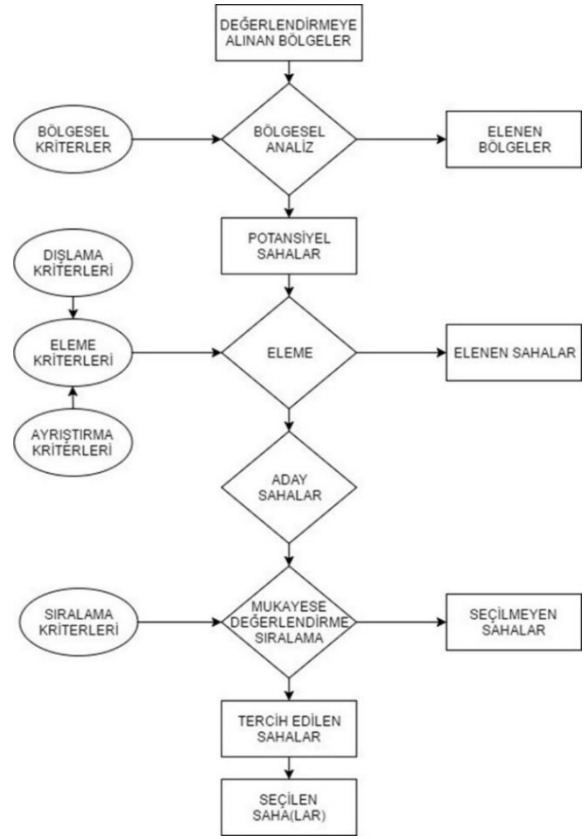 DEĞERLENDİRMEYE
ALINAN BÖLGELER
BÖLGESEL
KRİTERLER
BÖLGESEL
ANALİZ
ELENEN
BÖLGELER
POTANSİYEL
SAHALAR
DIŞLAMA
KRİTERLERİ
ELEME
KRİTERLERİ
ELEME
ELENEN SAHALAR
AYRIŞTIRMA
KRİTERLERİ
ADAY
SAHALAR
SIRALAMA
KRİTERLERİ
MUKAYESE
DEĞERLENDİRME
SIRALAMA
SEÇİLMEYEN
SAHALAR
TERCİH EDİLEN
SAHALAR
SEÇİLEN
SAHA(LAR)